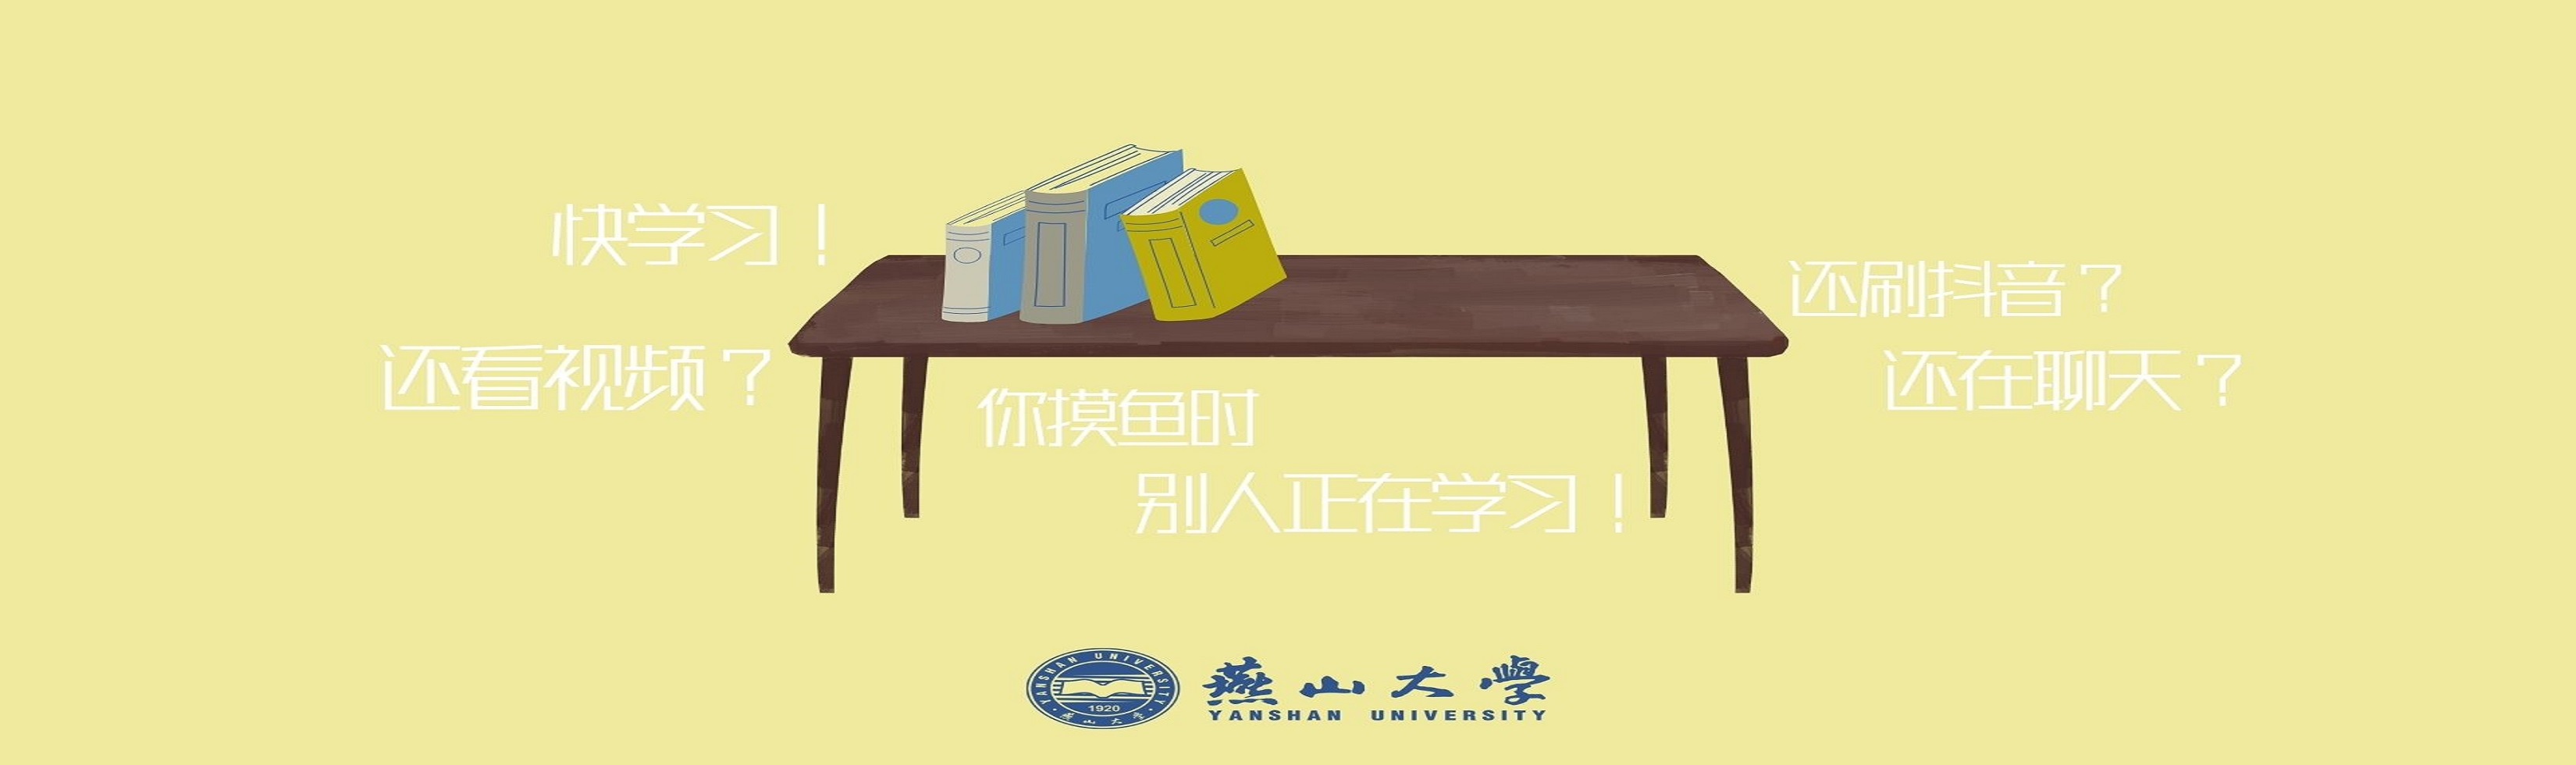 快学习！
还看视频？
还刷抖音？
还在聊天？
你摸鱼时
别人正在学习！
YANSHAN UNIVERSITY
1920
燕山大学
燕山大學
YANSHAN UNIVERSITY